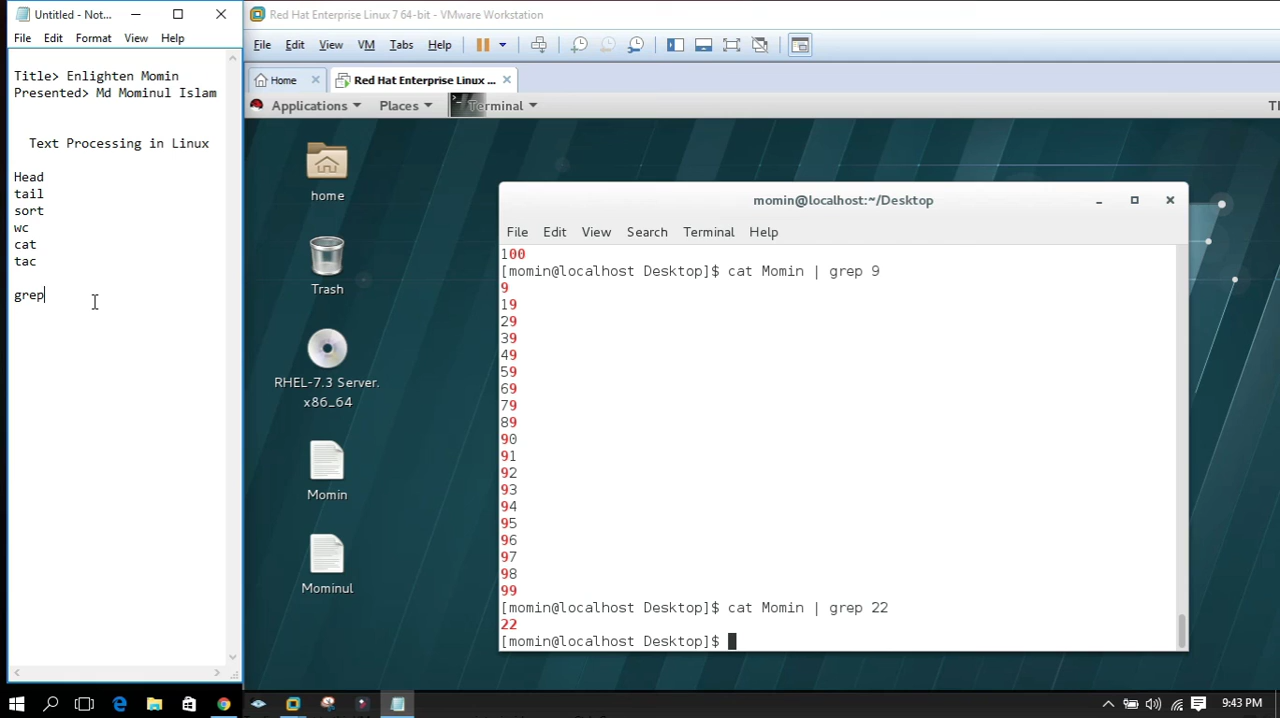 Untitled - Not...
File Edit Format View Help
Title> Enlighten Momin
Presented> Md Mominul Islam
Text Processing in Linux
Head
tail
sort
wc
cat
tac
grep
Red Hat Enterprise Linux 7 64-bit - VMware Workstation
File Edit View VM Tabs Help
Home
Red Hat Enterprise Linux ...
Applications Places Terminal
home
Trash
RHEL-7.3 Server.
x86_64
Momin
Mominul
momin@localhost:~/Desktop
File Edit View Search Terminal Help
100
[momin@localhost Desktop]$ cat Momin | grep 9
9
19
29
39
49
59
69
79
89
90
91
92
93
94
95
96
97
98
99
[momin@localhost Desktop]$ cat Momin | grep 22
22
[momin@localhost Desktop]$
9:43 PM